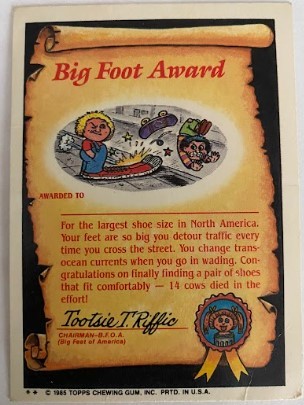 Big Foot Award
AWARDED TO
For the largest shoe size in North America.
Your feet are so big you detour traffic every
time you cross the street. You change trans-
ocean currents when you go in wading. Con-
gratulations on finally finding a pair of shoes
that fit comfortably — 14 cows died in the
effort!
Tootsie T. Riffic
CHAIRMAN–B.F.O.A.
(Big Feet of America)
** © 1985 TOPPS CHEWING GUM, INC. PRTD. IN U.S.A.